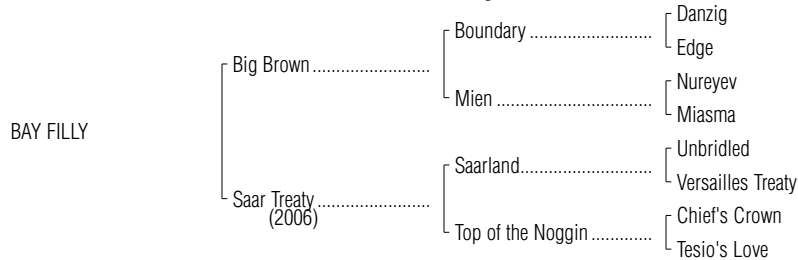 Danzig
Boundary ..............................
Edge
Big Brown ............................
Nureyev
Mien ......................................
Miasma
BAY FILLY
Unbridled
Saarland................................
Versailles Treaty
Saar Treaty ...........................
(2006)
Chief's Crown
Top of the Noggin ...............
Tesio's Love